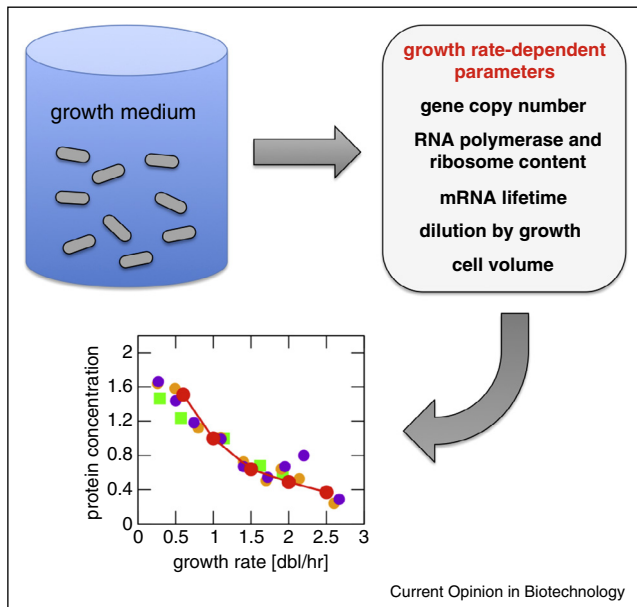 growth medium
growth rate-dependent
parameters
gene copy number
RNA polymerase and
ribosome content
mRNA lifetime
dilution by growth
cell volume
protein concentration
2
1.6
1.2
0.8
0.4
0 0.5 1 1.5 2 2.5 3
growth rate [dbl/hr]
Current Opinion in Biotechnology